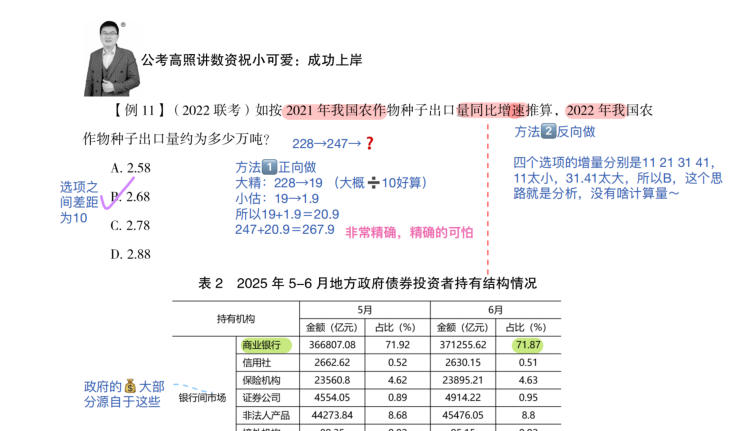 公考高照讲数资祝小可爱：成功上岸
【例 11】（2022 联考）如按 2021 年我国农作物种子出口量同比增速推算，2022 年我国农
作物种子出口量约为多少万吨？
228→247→❓
方法2️⃣反向做
A. 2.58
方法1️⃣正向做
大精：228→19 （大概➗10好算）
小估：19→1.9
所以19+1.9＝20.9
247+20.9＝267.9
非常精确，精确的可怕
四个选项的增量分别是11 21 31 41，
11太小，31.41太大，所以B，这个思
路就是分析，没有啥计算量～
选项之
间差距
为10
B. 2.68
C. 2.78
D. 2.88
表 2 2025 年 5-6 月地方政府债券投资者持有结构情况
持有机构 5月 6月
金额（亿元） 占比（%） 金额（亿元） 占比（%）
商业银行 366807.08 71.92 371255.62 71.87
信用社 2662.62 0.52 2630.15 0.51
保险机构 23560.8 4.62 23895.21 4.63
政府的💰大部
分源自于这些
银行间市场 证券公司 4554.05 0.89 4914.22 0.95
非法人产品 44273.84 8.68 45476.05 8.8